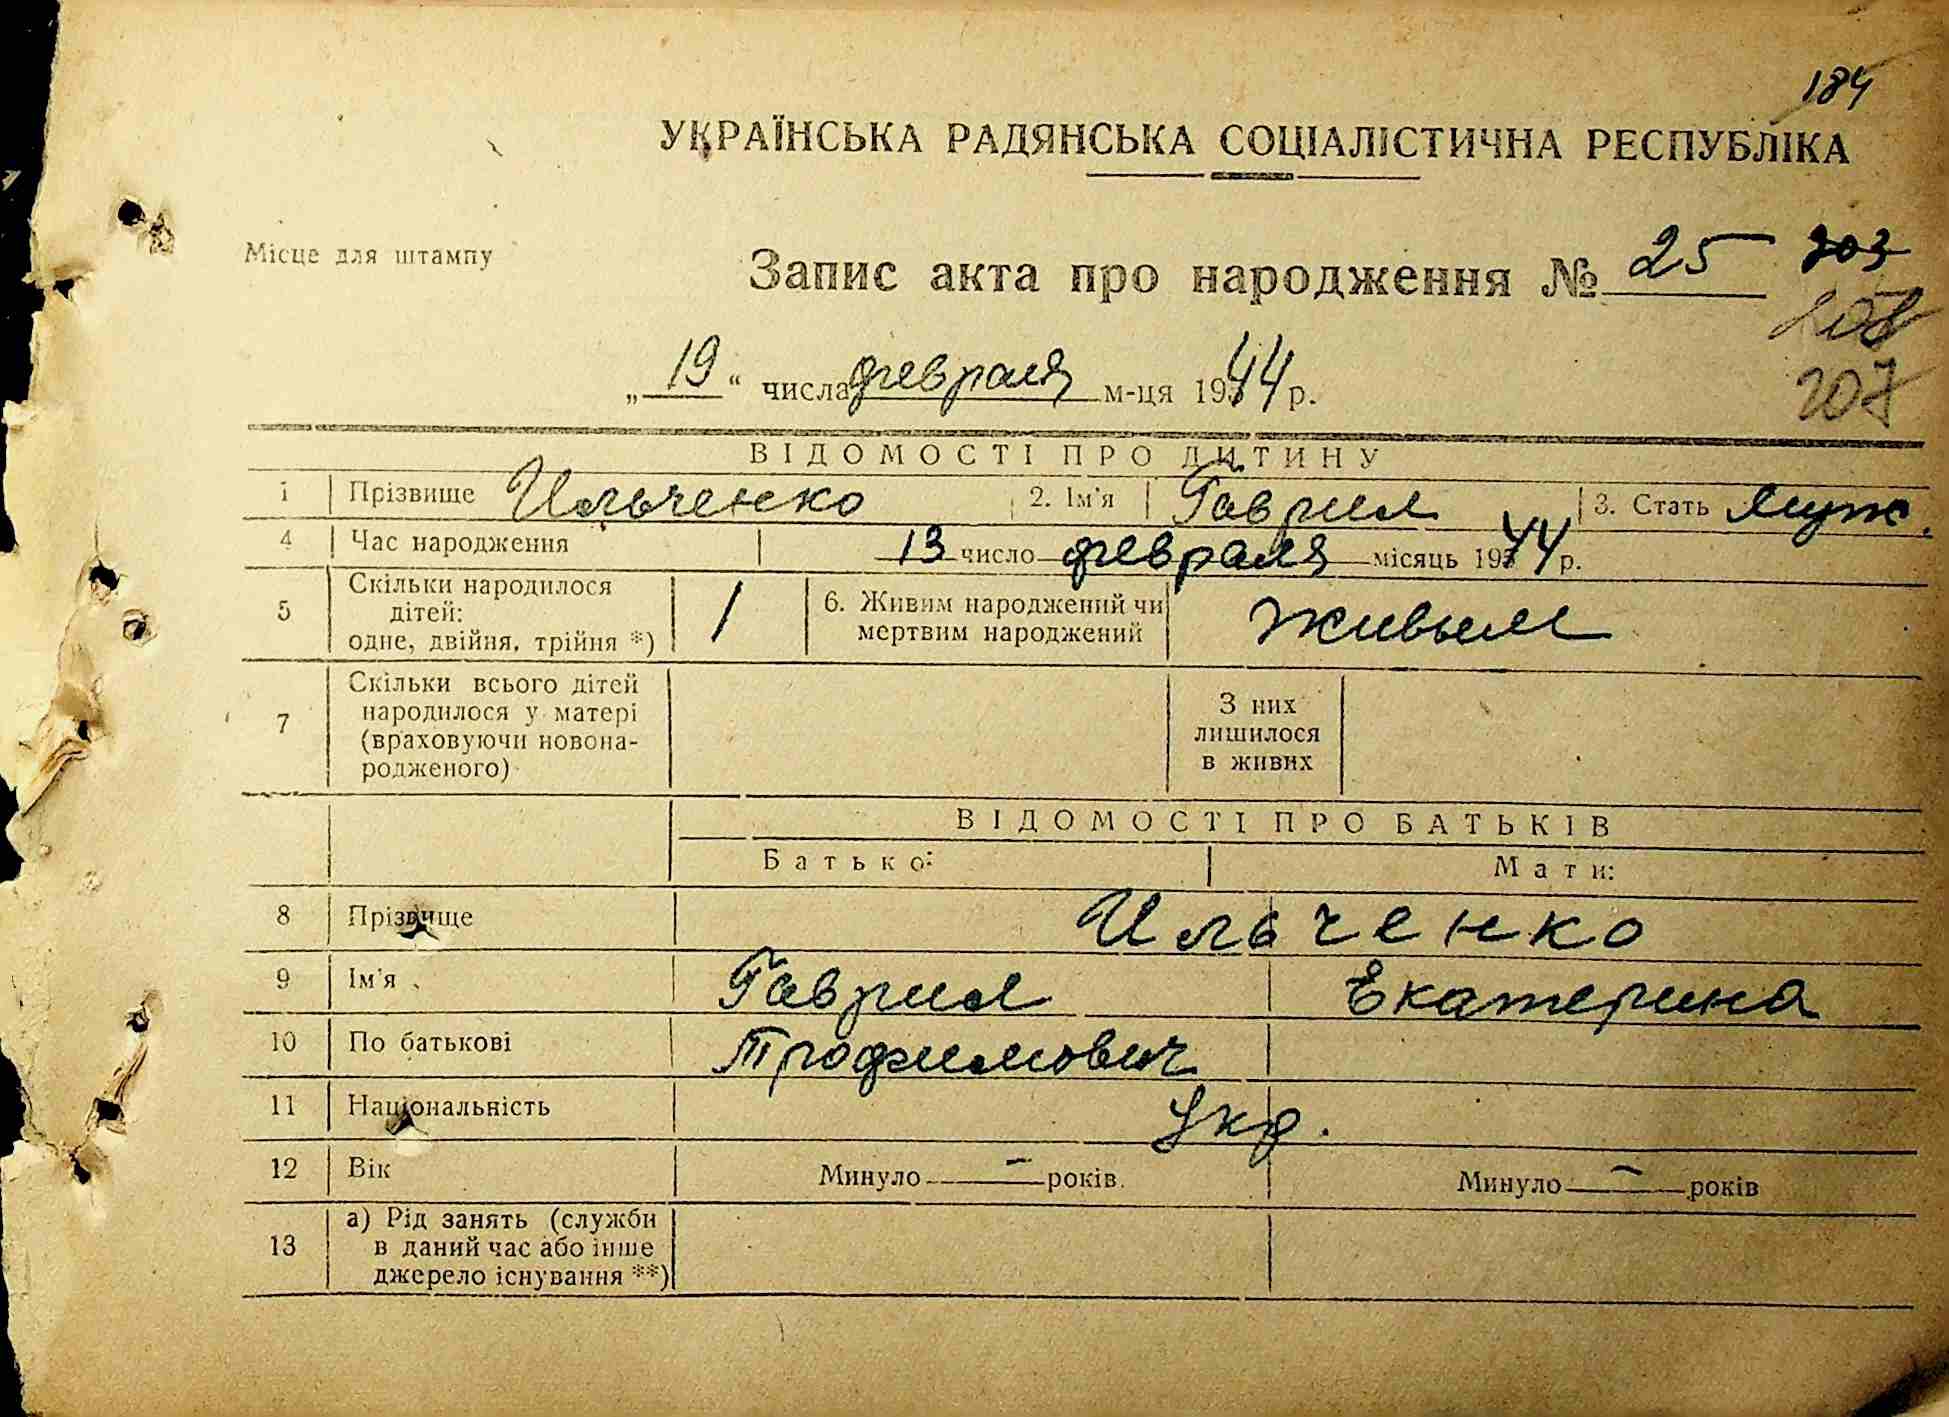 184
УКРАЇНСЬКА РАДЯНСЬКА СОЦІАЛІСТИЧНА РЕСПУБЛІКА
Місце для штампу
Запис акта про народження № 25 203
207
„19“ числа февраля м-ця 1944 р.
ВІДОМОСТІ ПРО ДИТИНУ
1 Прізвище Ильченко 2. Ім'я Гаврил 3. Стать муж.
4 Час народження 13 число февраля місяць 1944 р.
5 Скільки народилося дітей: одне, двійня, трійня *) 1 6. Живим народжений чи мертвим народжений живым
7 Скільки всього дітей народилося у матері (враховуючи новонародженого) З них лишилося в живих
ВІДОМОСТІ ПРО БАТЬКІВ
Батько: Мати:
8 Прізвище Ильченко
9 Ім'я Гаврил Екатерина
10 По батькові Трофимович
11 Національність Укр.
12 Вік Минуло – років. Минуло – років
13 а) Рід занять (служби в даний час або інше джерело існування **)